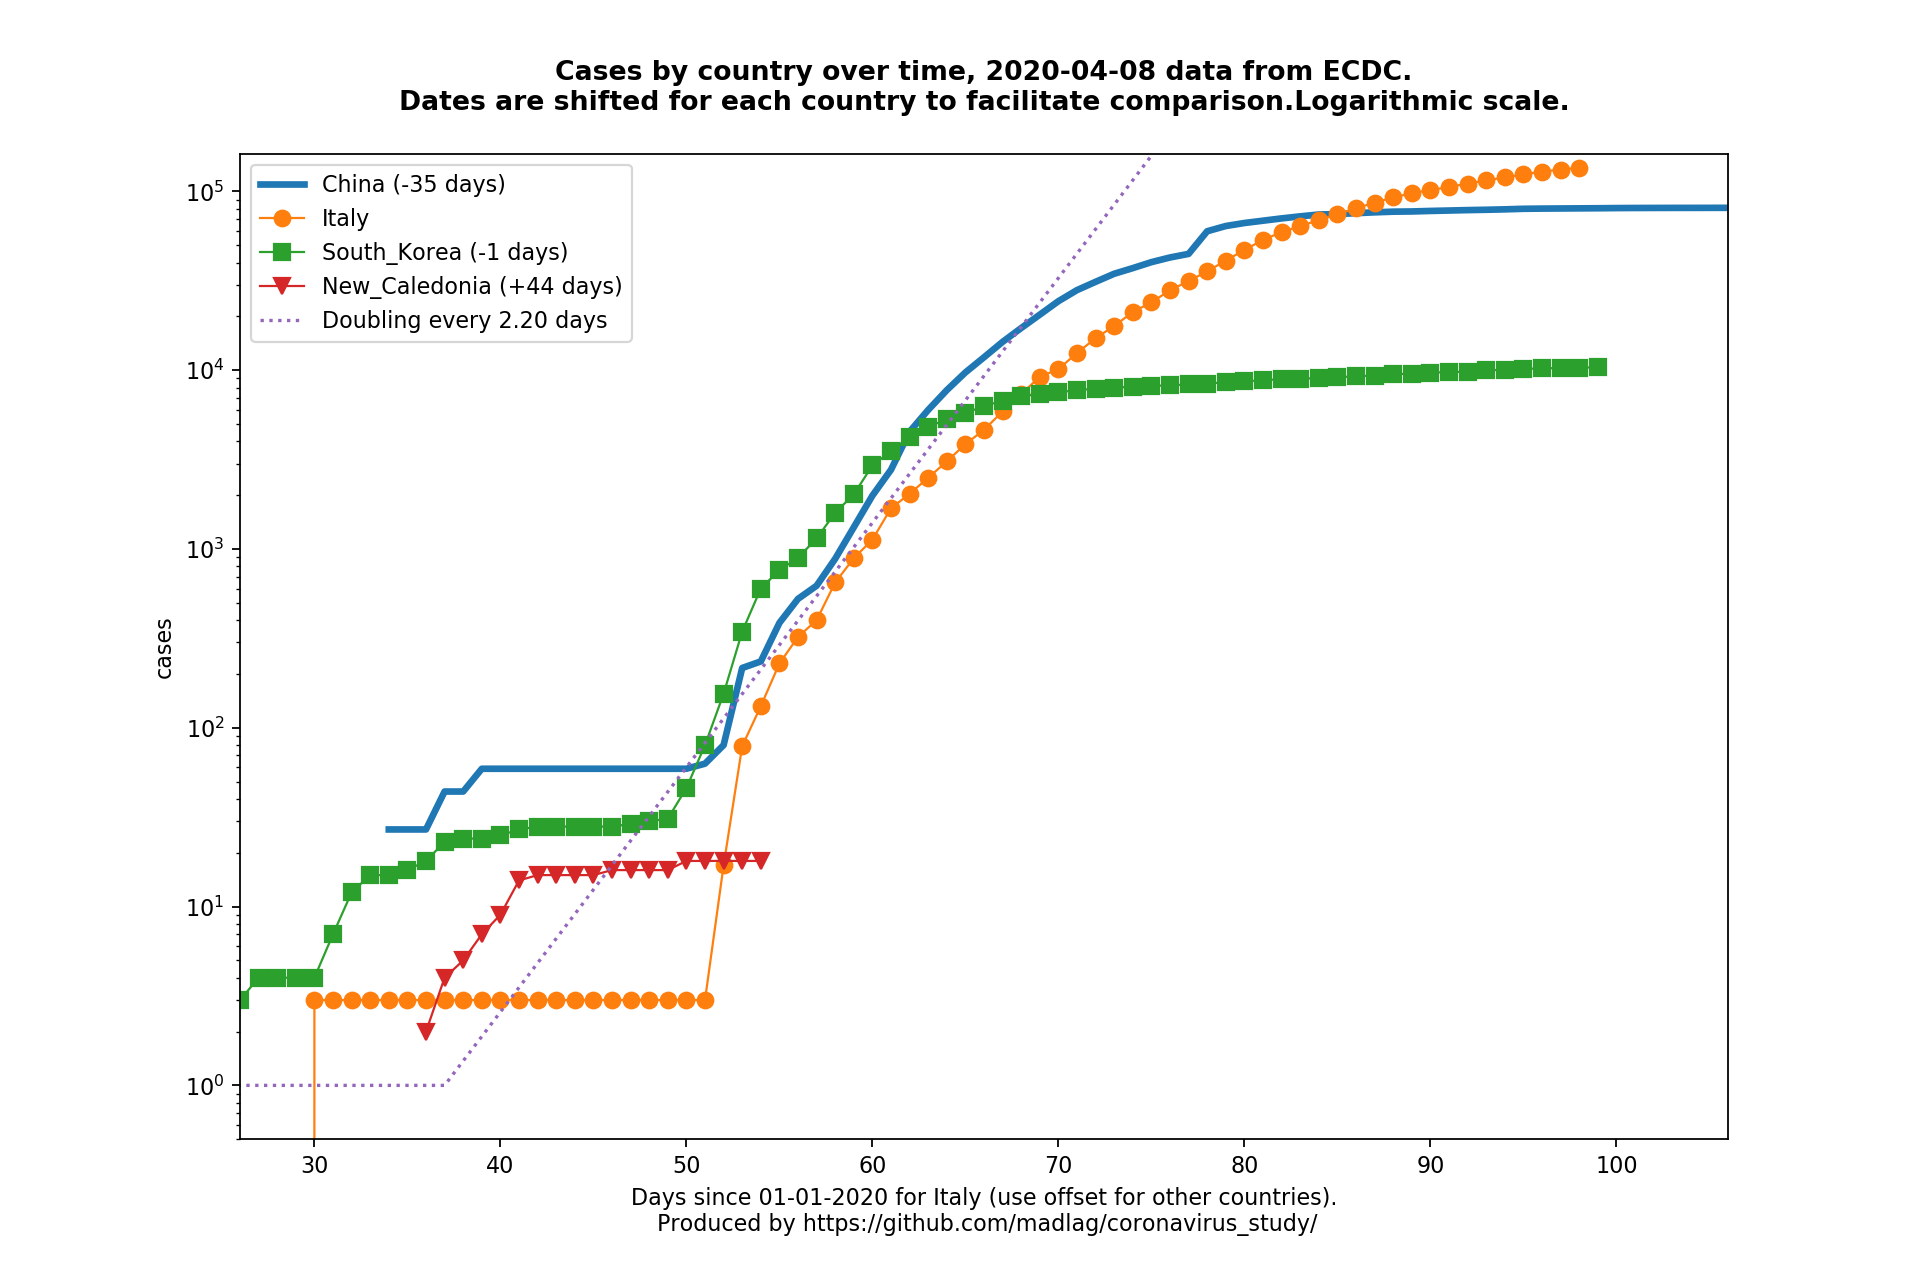 Cases by country over time, 2020-04-08 data from ECDC.
Dates are shifted for each country to facilitate comparison.Logarithmic scale.
China (-35 days)
Italy
South_Korea (-1 days)
New_Caledonia (+44 days)
Doubling every 2.20 days
10⁵
10⁴
10³
10²
10¹
10⁰
cases
30 40 50 60 70 80 90 100
Days since 01-01-2020 for Italy (use offset for other countries).
Produced by https://github.com/madlag/coronavirus_study/